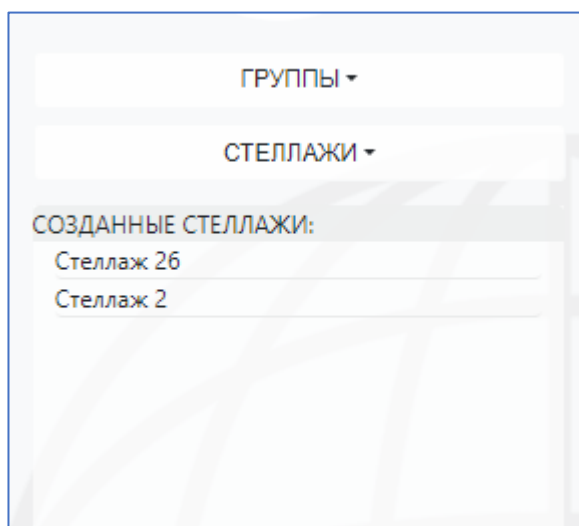 ГРУППЫ
СТЕЛЛАЖИ
СОЗДАННЫЕ СТЕЛЛАЖИ:
Стеллаж 26
Стеллаж 2